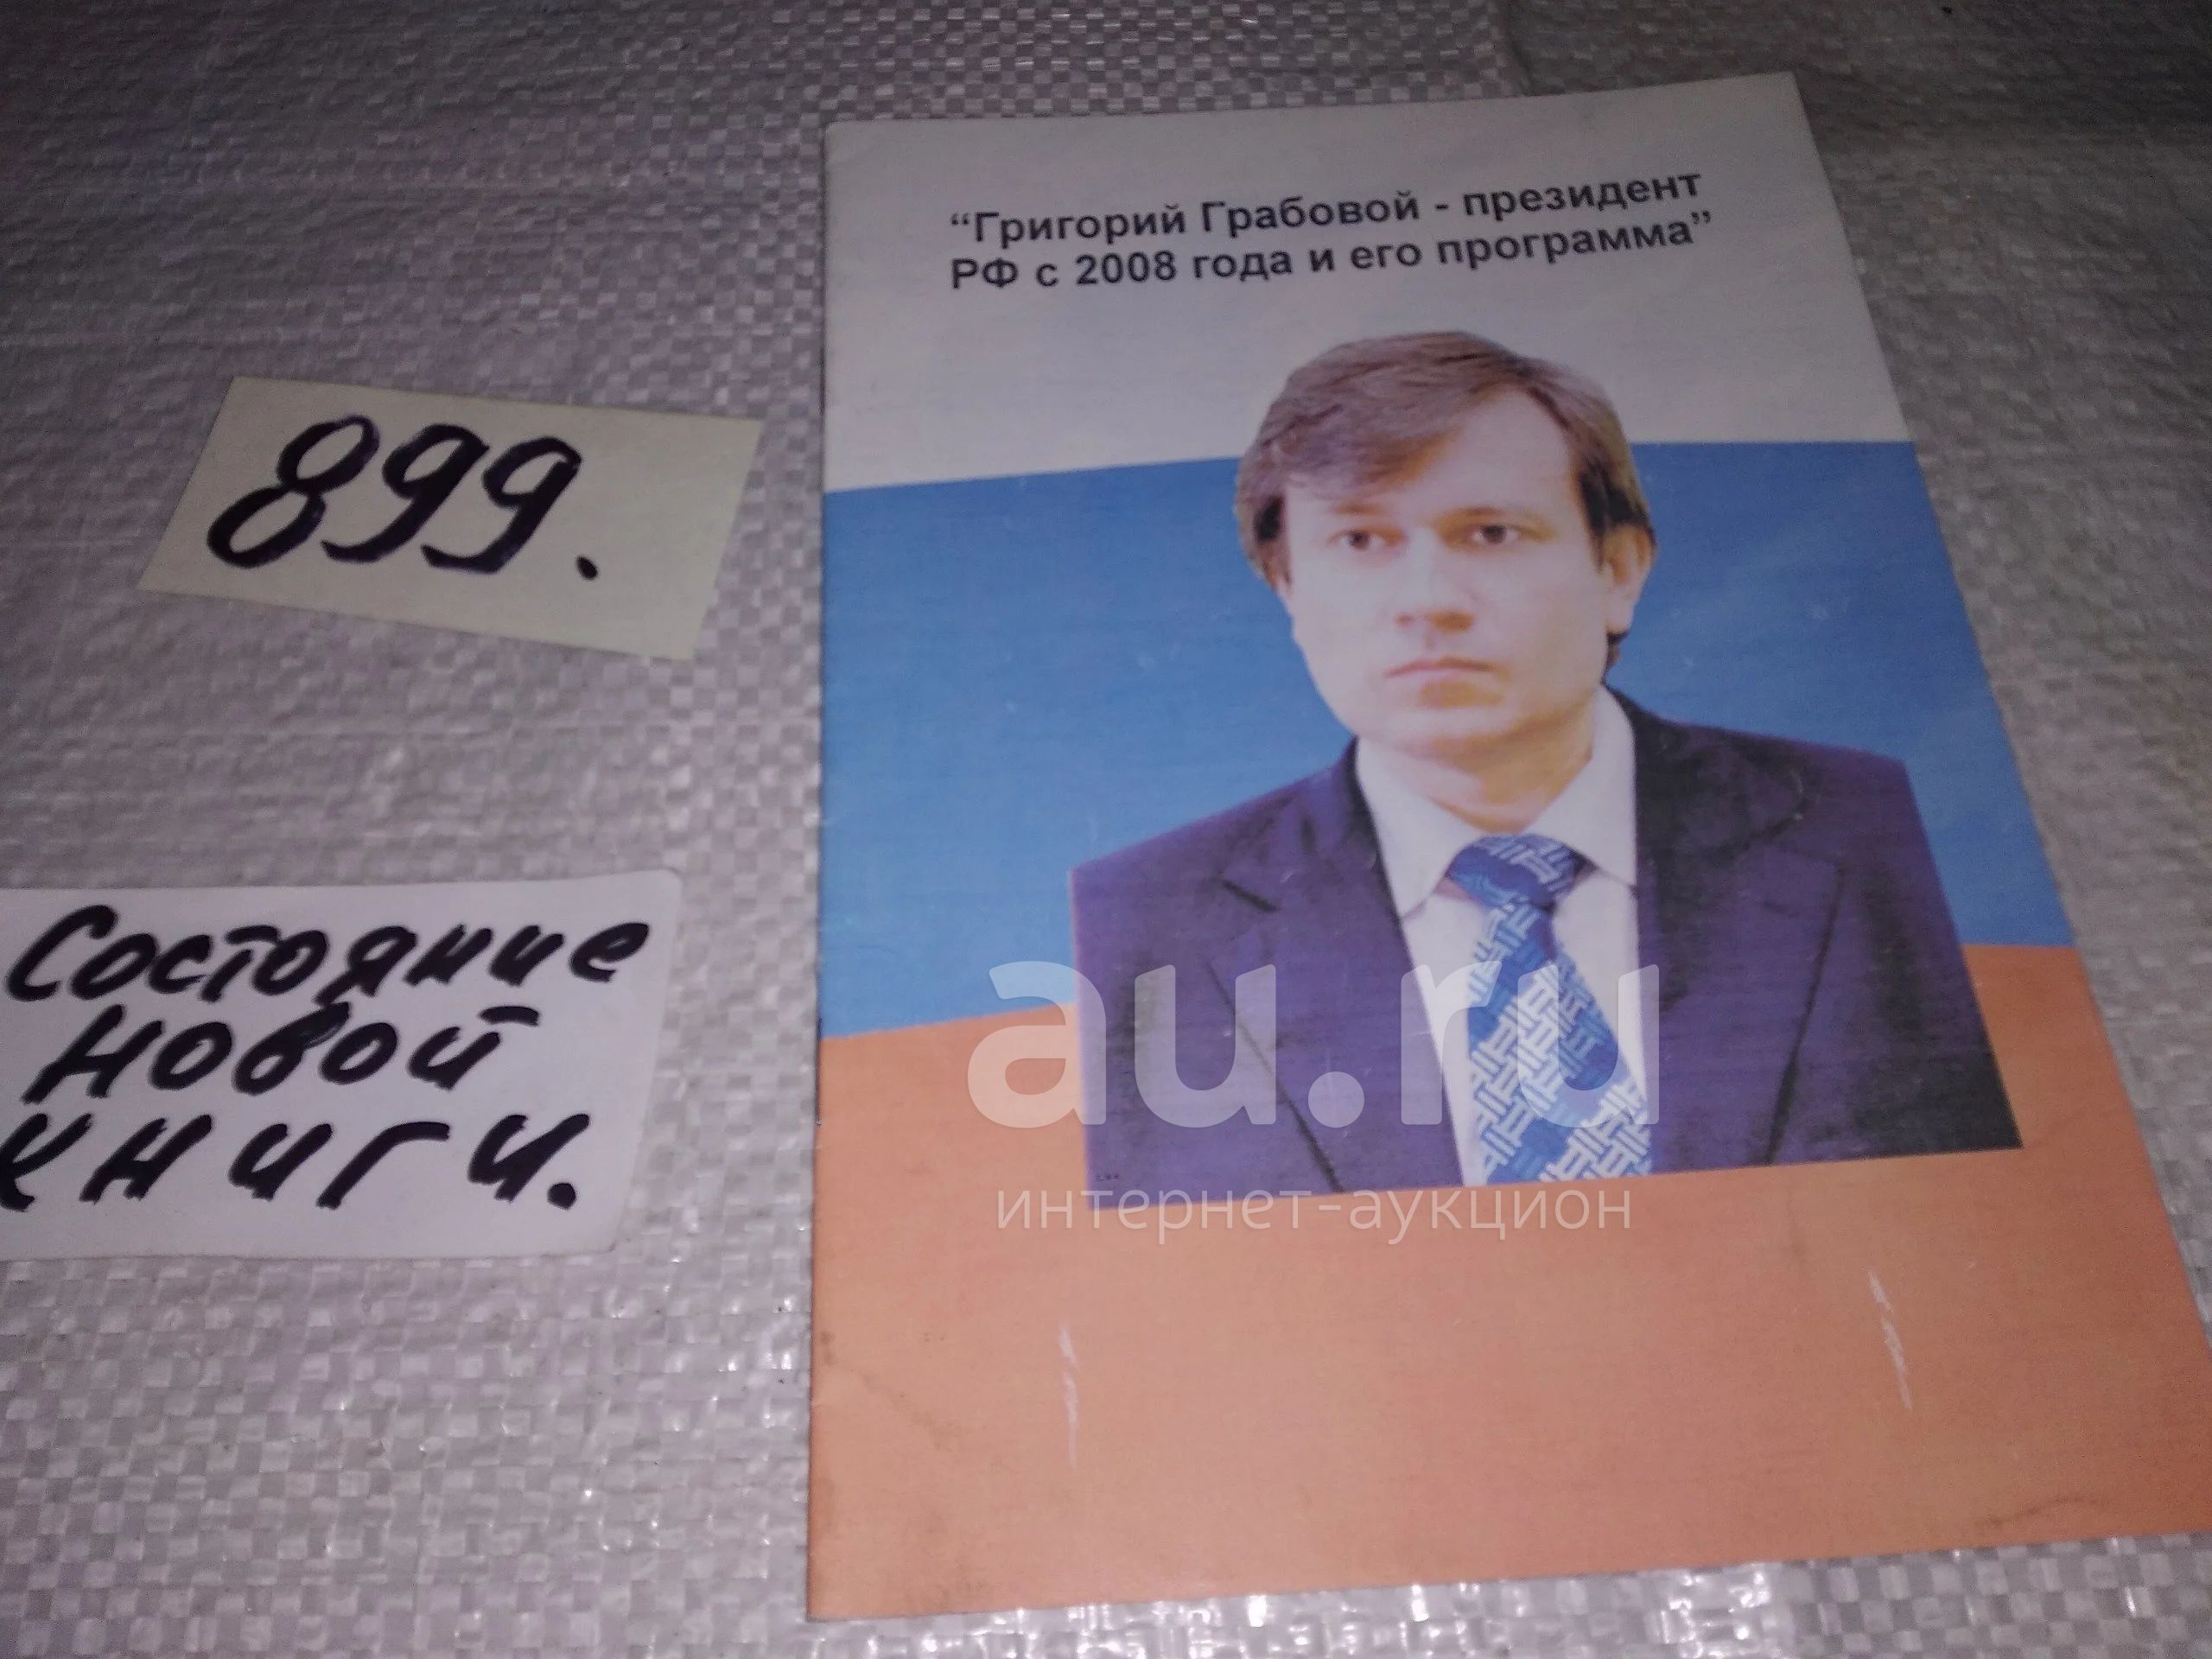 “Григорий Грабовой - президент
РФ с 2008 года и его программа”
899.
Состояние
новой
книги.
au.ru
интернет-аукцион